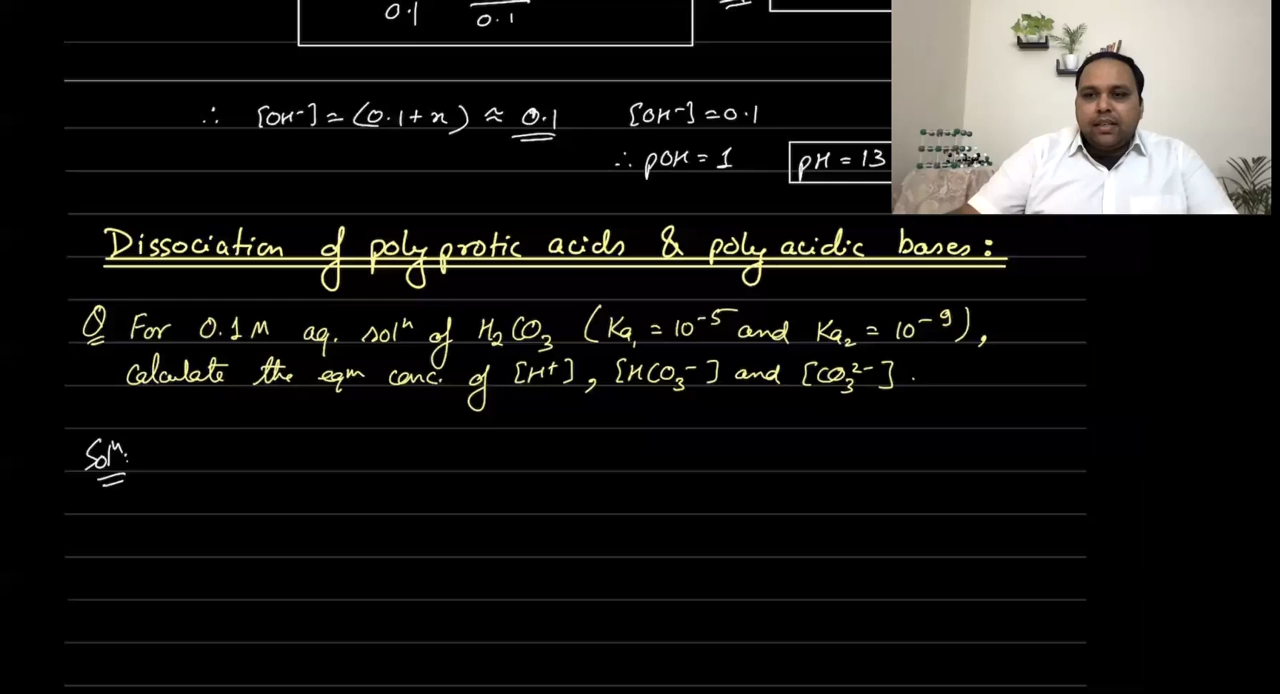 0.1 0.1
∴ [OH⁻] = (0.1 + x) ≈ 0.1 [OH⁻] = 0.1
∴ pOH = 1 pH = 13
Dissociation of polyprotic acids & poly acidic bases :
Q For 0.1 M aq. solⁿ of H₂CO₃ (Ka₁ = 10⁻⁵ and Ka₂ = 10⁻⁹),
calculate the eqm conc. of [H⁺], [HCO₃⁻] and [CO₃²⁻].
Solⁿ: